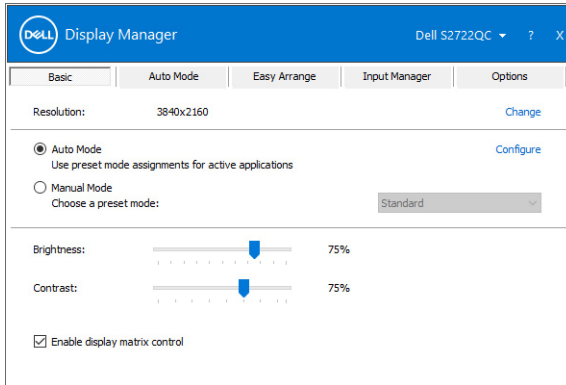 DELL Display Manager Dell S2722QC ? X
Basic Auto Mode Easy Arrange Input Manager Options
Resolution: 3840x2160 Change
Auto Mode Configure
Use preset mode assignments for active applications
Manual Mode
Choose a preset mode: Standard
Brightness: 75%
Contrast: 75%
Enable display matrix control